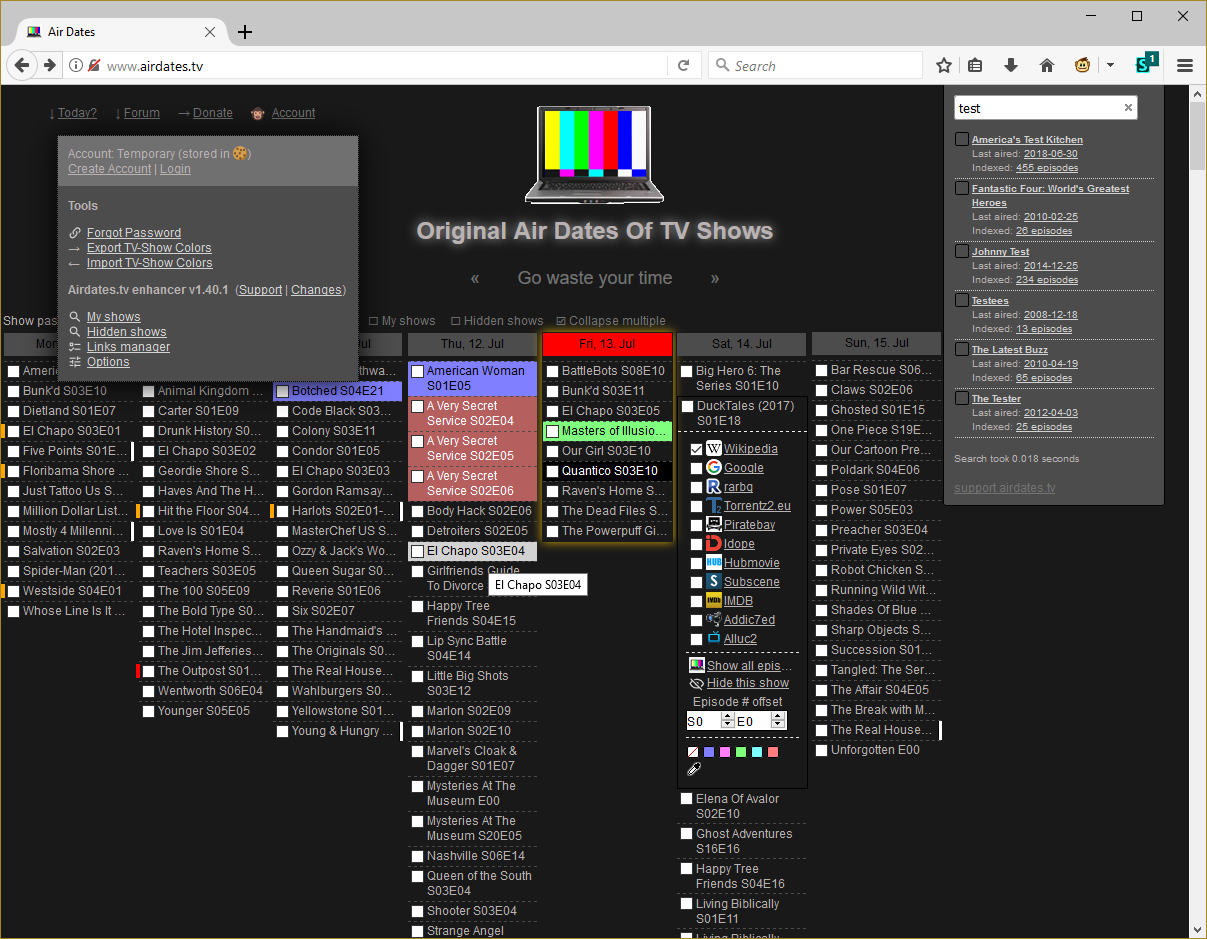 Air Dates
www.airdates.tv
Search
1
↓ Today?
↓ Forum
→ Donate
Account
Account: Temporary (stored in )
Create Account | Login
Tools
Forgot Password
→ Export TV-Show Colors
← Import TV-Show Colors
Airdates.tv enhancer v1.40.1 (Support | Changes)
My shows
Hidden shows
Links manager
Options
Original Air Dates Of TV Shows
« Go waste your time »
Show pas
My shows
Hidden shows
Collapse multiple
Mon
Americ
Bunk'd S03E10
Dietland S01E07
El Chapo S03E01
Five Points S01E...
Floribama Shore ...
Just Tattoo Us S...
Million Dollar List...
Mostly 4 Millenni...
Salvation S02E03
Spider-Man (201...
Westside S04E01
Whose Line Is It ...
Animal Kingdom ...
Carter S01E09
Drunk History S0...
El Chapo S03E02
Geordie Shore S...
Haves And The H...
Hit the Floor S04...
Love Is S01E04
Raven's Home S...
Teachers S03E05
The 100 S05E09
The Bold Type S0...
The Hotel Inspec...
The Jim Jefferies...
The Outpost S01...
Wentworth S06E04
Younger S05E05
Jul
thwa...
Botched S04E21
Code Black S03...
Colony S03E11
Condor S01E05
El Chapo S03E03
Gordon Ramsay...
Harlots S02E01-...
MasterChef US S...
Ozzy & Jack's Wo...
Queen Sugar S0...
Reverie S01E06
Six S02E07
The Handmaid's ...
The Originals S0...
The Real House...
Wahlburgers S0...
Yellowstone S01...
Young & Hungry ...
Thu, 12. Jul
American Woman
S01E05
A Very Secret
Service S02E04
A Very Secret
Service S02E05
A Very Secret
Service S02E06
Body Hack S02E06
Detroiters S02E05
El Chapo S03E04
Girlfriends Guide
To Divorce
El Chapo S03E04
Happy Tree
Friends S04E15
Lip Sync Battle
S04E14
Little Big Shots
S03E12
Marlon S02E09
Marlon S02E10
Marvel's Cloak &
Dagger S01E07
Mysteries At The
Museum E00
Mysteries At The
Museum S20E05
Nashville S06E14
Queen of the South
S03E04
Shooter S03E04
Strange Angel
Fri, 13. Jul
BattleBots S08E10
Bunk'd S03E11
El Chapo S03E05
Masters of Illusio...
Our Girl S03E10
Quantico S03E10
Raven's Home S...
The Dead Files S...
The Powerpuff Gi...
Sat, 14. Jul
Big Hero 6: The
Series S01E10
DuckTales (2017)
S01E18
Wikipedia
Google
rarbg
Torrentz2.eu
Piratebay
Idope
Hubmovie
Subscene
IMDB
Addic7ed
Alluc2
Show all epis...
Hide this show
Episode # offset
S0
E0
Elena Of Avalor
S02E10
Ghost Adventures
S16E16
Happy Tree
Friends S04E16
Living Biblically
S01E11
Living Biblically
Sun, 15. Jul
Bar Rescue S06...
Claws S02E06
Ghosted S01E15
One Piece S19E...
Our Cartoon Pre...
Poldark S04E06
Pose S01E07
Power S05E03
Preacher S03E04
Private Eyes S02...
Robot Chicken S...
Running Wild Wit...
Shades Of Blue ...
Sharp Objects S...
Succession S01...
Tangled: The Ser...
The Affair S04E05
The Break with M...
The Real House...
Unforgotten E00
test
America's Test Kitchen
Last aired: 2018-06-30
Indexed: 455 episodes
Fantastic Four: World's Greatest
Heroes
Last aired: 2010-02-25
Indexed: 26 episodes
Johnny Test
Last aired: 2014-12-25
Indexed: 234 episodes
Testees
Last aired: 2008-12-18
Indexed: 13 episodes
The Latest Buzz
Last aired: 2010-04-19
Indexed: 65 episodes
The Tester
Last aired: 2012-04-03
Indexed: 25 episodes
Search took 0.018 seconds
support airdates.tv